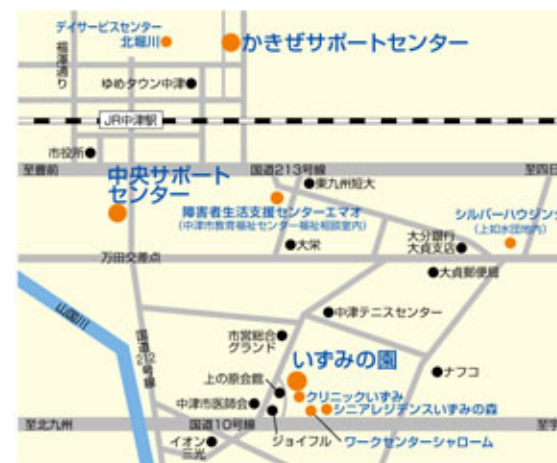 デイサービスセンター
北堀川
かきぜサポートセンター
福澤通り
ゆめタウン中津
JR中津駅
市役所
至豊前
国道213号線
至四日
中央サポート
センター
東九州短大
障害者生活支援センターエマオ
(中津市教育福祉センター福祉相談室内)
シルバーハウジング
(上如水団地内)
大分銀行
大貞支店
大栄
万田交差点
大貞郵便局
山国川
国道212号線
中津テニスセンター
市営総合
グランド
いずみの園
ナフコ
上の原会館
クリニックいずみ
中津市医師会
シニアレジデンスいずみの森
至北九州
国道10号線
ジョイフル
ワークセンターシャローム
至宇
イオン
三光